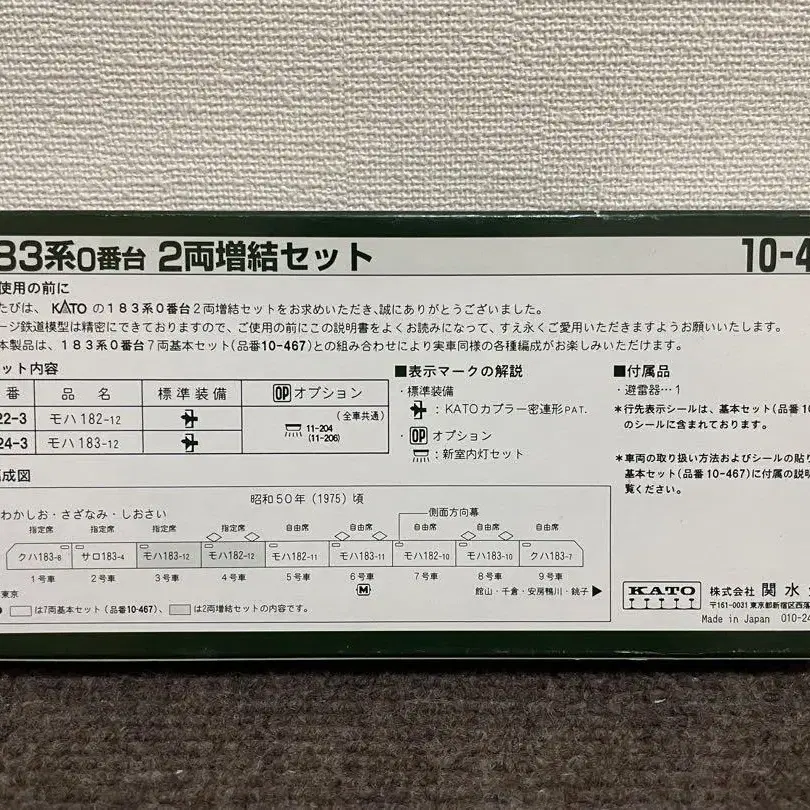 83系0番台 2両増結セット 10-4
使用の前に
たびは、KATOの183系0番台2両増結セットをお求めいただき、誠にありがとうございました。
ージ鉄道模型は精密にできておりますので、ご使用の前にこの説明書をよくお読みになって、すえ永くご愛用いただきますようお願いいたします。
本製品は、183系0番台7両基本セット(品番10-467)との組み合わせにより実車同様の各種編成がお楽しみいただけます。
ット内容
番 品名 標準装備 OPオプション
22-3 モハ182-12
24-3 モハ183-12
(全車共通)
11-204
(11-206)
■表示マークの解説
・標準装備
:KATOカプラー密連形PAT.
・OPオプション
:新室内灯セット
■付属品
・避雷器…1
*行先表示シールは、基本セット(品番10
のシールに含まれております。
*車両の取り扱い方法およびシールの貼り
基本セット(品番10-467)に付属の説明
覧ください。
成図
昭和50年(1975)頃
わかしお・さざなみ・しおさい
側面方向幕
指定席 指定席 指定席 指定席 自由席 自由席 自由席 自由席 自由席
クハ183-8 サロ183-4 モハ183-12 モハ182-12 モハ182-11 モハ183-11 モハ182-10 モハ183-10 クハ183-7
1号車 2号車 3号車 4号車 5号車 6号車 7号車 8号車 9号車
M
東京
館山・千倉・安房鴨川・銚子▶
は7両基本セット(品番10-467)、は2両増結セットの内容です。
KATO 株式会社 関水
〒161-0031 東京都新宿区西落
Made in Japan 010-24